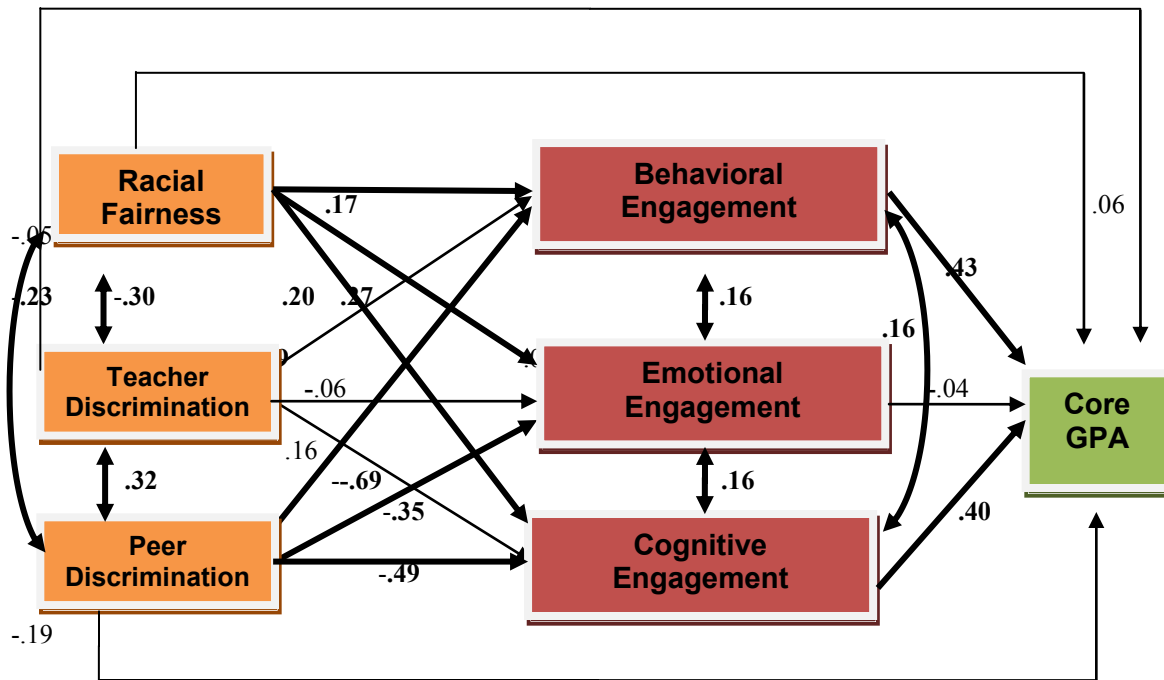 Racial
Fairness
Behavioral
Engagement
.17
.06
-.05
-.23
-.30
.20
.27
.16
.43
.16
Teacher
Discrimination
-.06
Emotional
Engagement
-.04
Core
GPA
.16
.32
--.69
-.35
.16
.40
Peer
Discrimination
-.49
Cognitive
Engagement
-.19